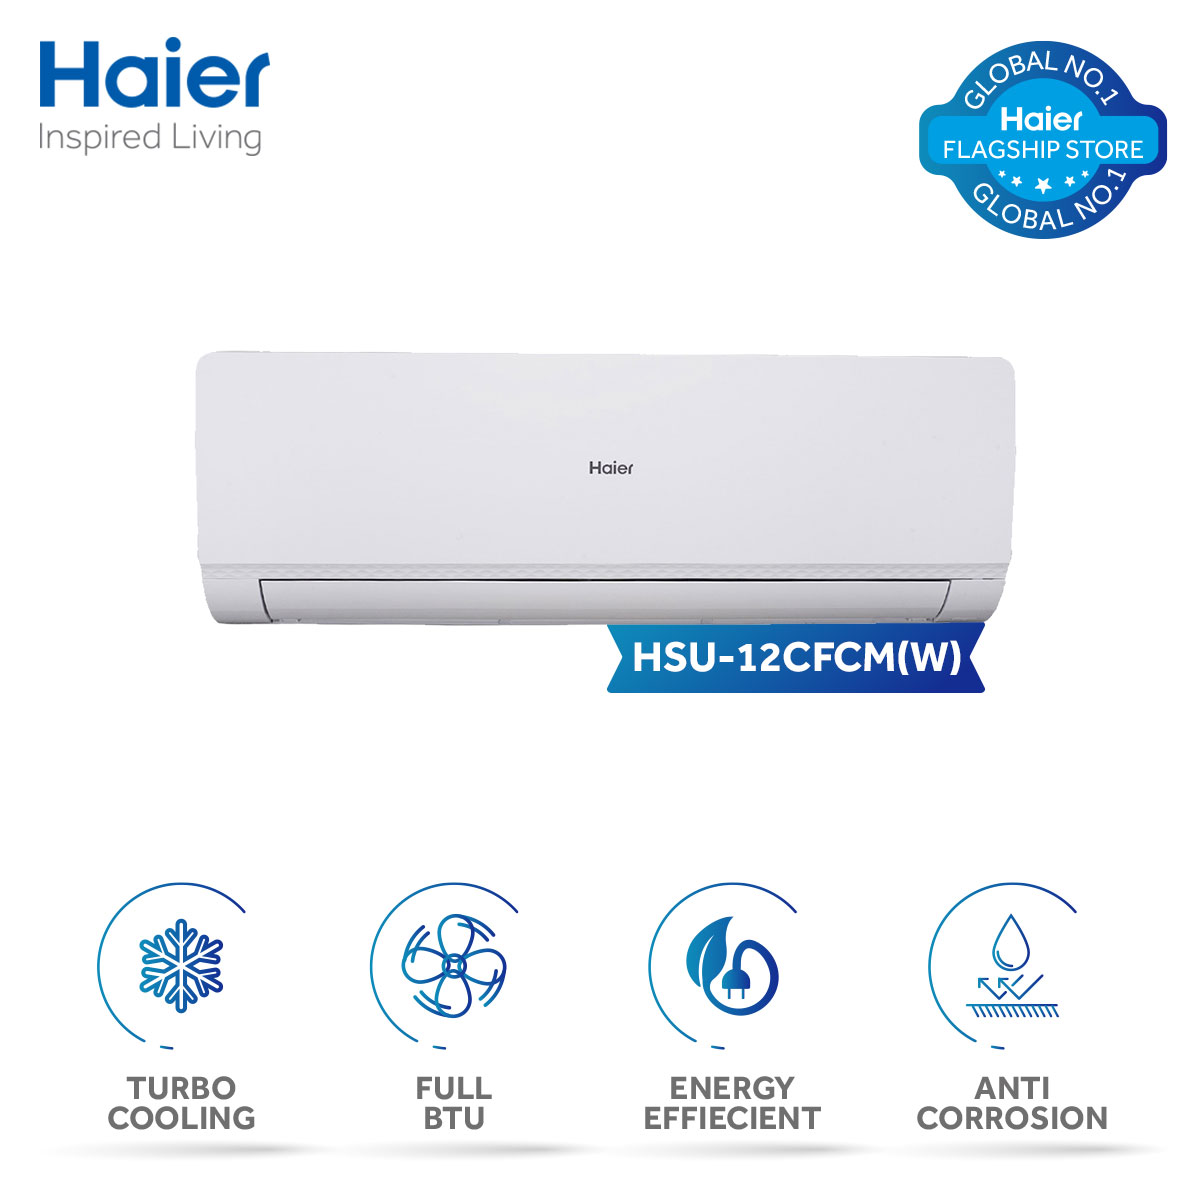 Haier
Inspired Living
GLOBAL NO.1
Haier
FLAGSHIP STORE
GLOBAL NO.1
Haier
HSU-12CFCM(W)
TURBO
COOLING
FULL
BTU
ENERGY
EFFIECIENT
ANTI
CORROSION